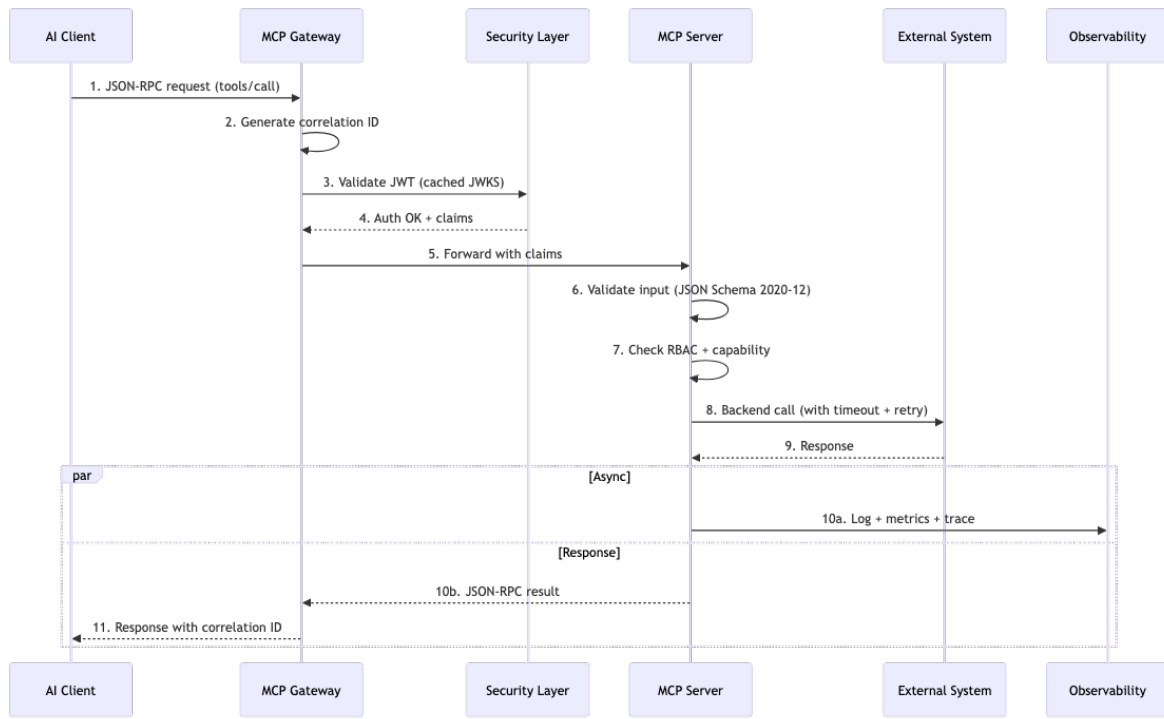 AI Client
MCP Gateway
Security Layer
MCP Server
External System
Observability
1. JSON-RPC request (tools/call)
2. Generate correlation ID
3. Validate JWT (cached JWKS)
4. Auth OK + claims
5. Forward with claims
6. Validate input (JSON Schema 2020-12)
7. Check RBAC + capability
8. Backend call (with timeout + retry)
9. Response
par
[Async]
10a. Log + metrics + trace
[Response]
10b. JSON-RPC result
11. Response with correlation ID
AI Client
MCP Gateway
Security Layer
MCP Server
External System
Observability